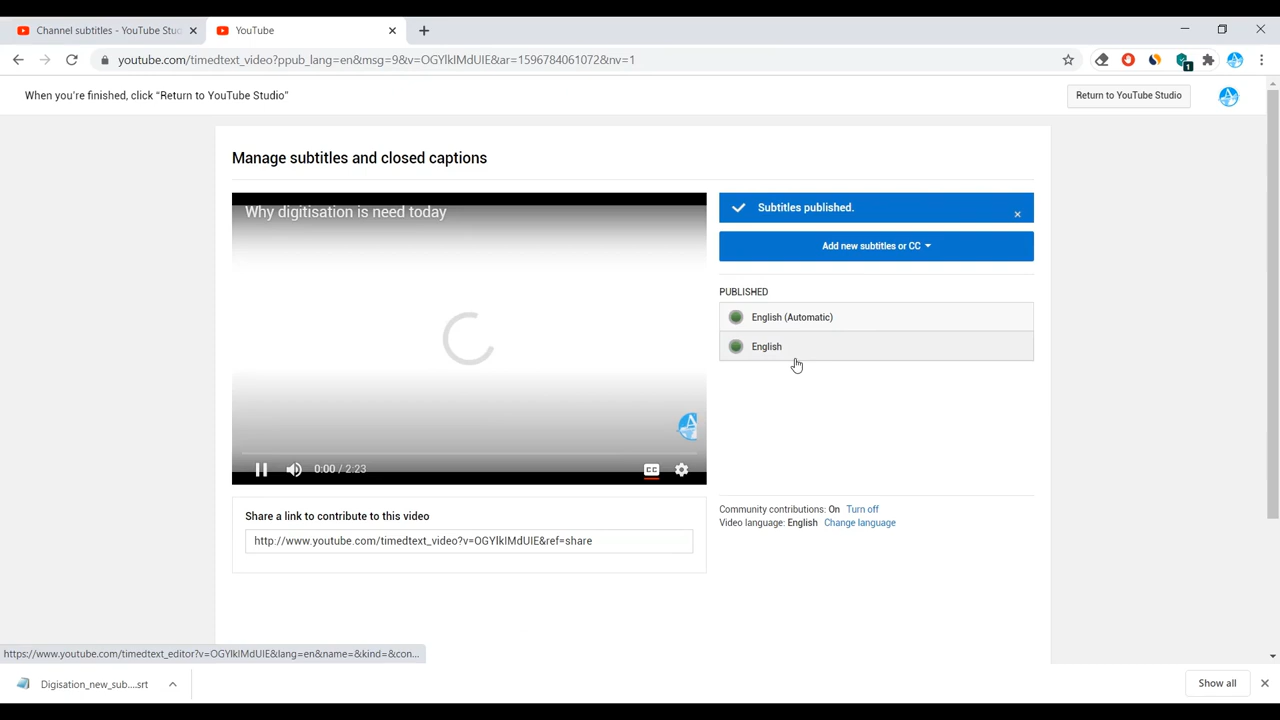 Channel subtitles - YouTube Stud
YouTube
youtube.com/timedtext_video?ppub_lang=en&msg=9&v=OGYlkIMdUIE&ar=1596784061072&nv=1
1
When you're finished, click "Return to YouTube Studio"
Return to YouTube Studio
Manage subtitles and closed captions
Why digitisation is need today
Subtitles published.
Add new subtitles or CC
PUBLISHED
English (Automatic)
English
0:00 / 2:23
CC
Share a link to contribute to this video
http://www.youtube.com/timedtext_video?v=OGYlkIMdUIE&ref=share
Community contributions: On Turn off
Video language: English Change language
https://www.youtube.com/timedtext_editor?v=OGYlkIMdUIE&lang=en&name=&kind=&con...
Digisation_new_sub....srt
Show all